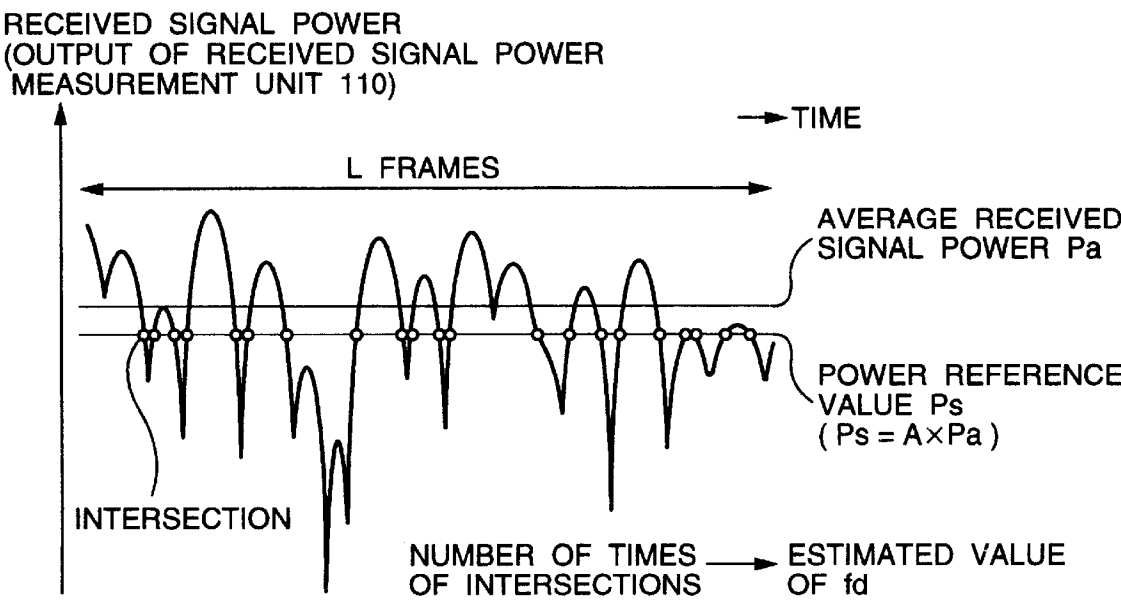 RECEIVED SIGNAL POWER
(OUTPUT OF RECEIVED SIGNAL POWER
MEASUREMENT UNIT 110)
TIME
L FRAMES
AVERAGE RECEIVED
SIGNAL POWER Pa
POWER REFERENCE
VALUE Ps
(Ps = A×Pa)
INTERSECTION
NUMBER OF TIMES
OF INTERSECTIONS
ESTIMATED VALUE
OF fd